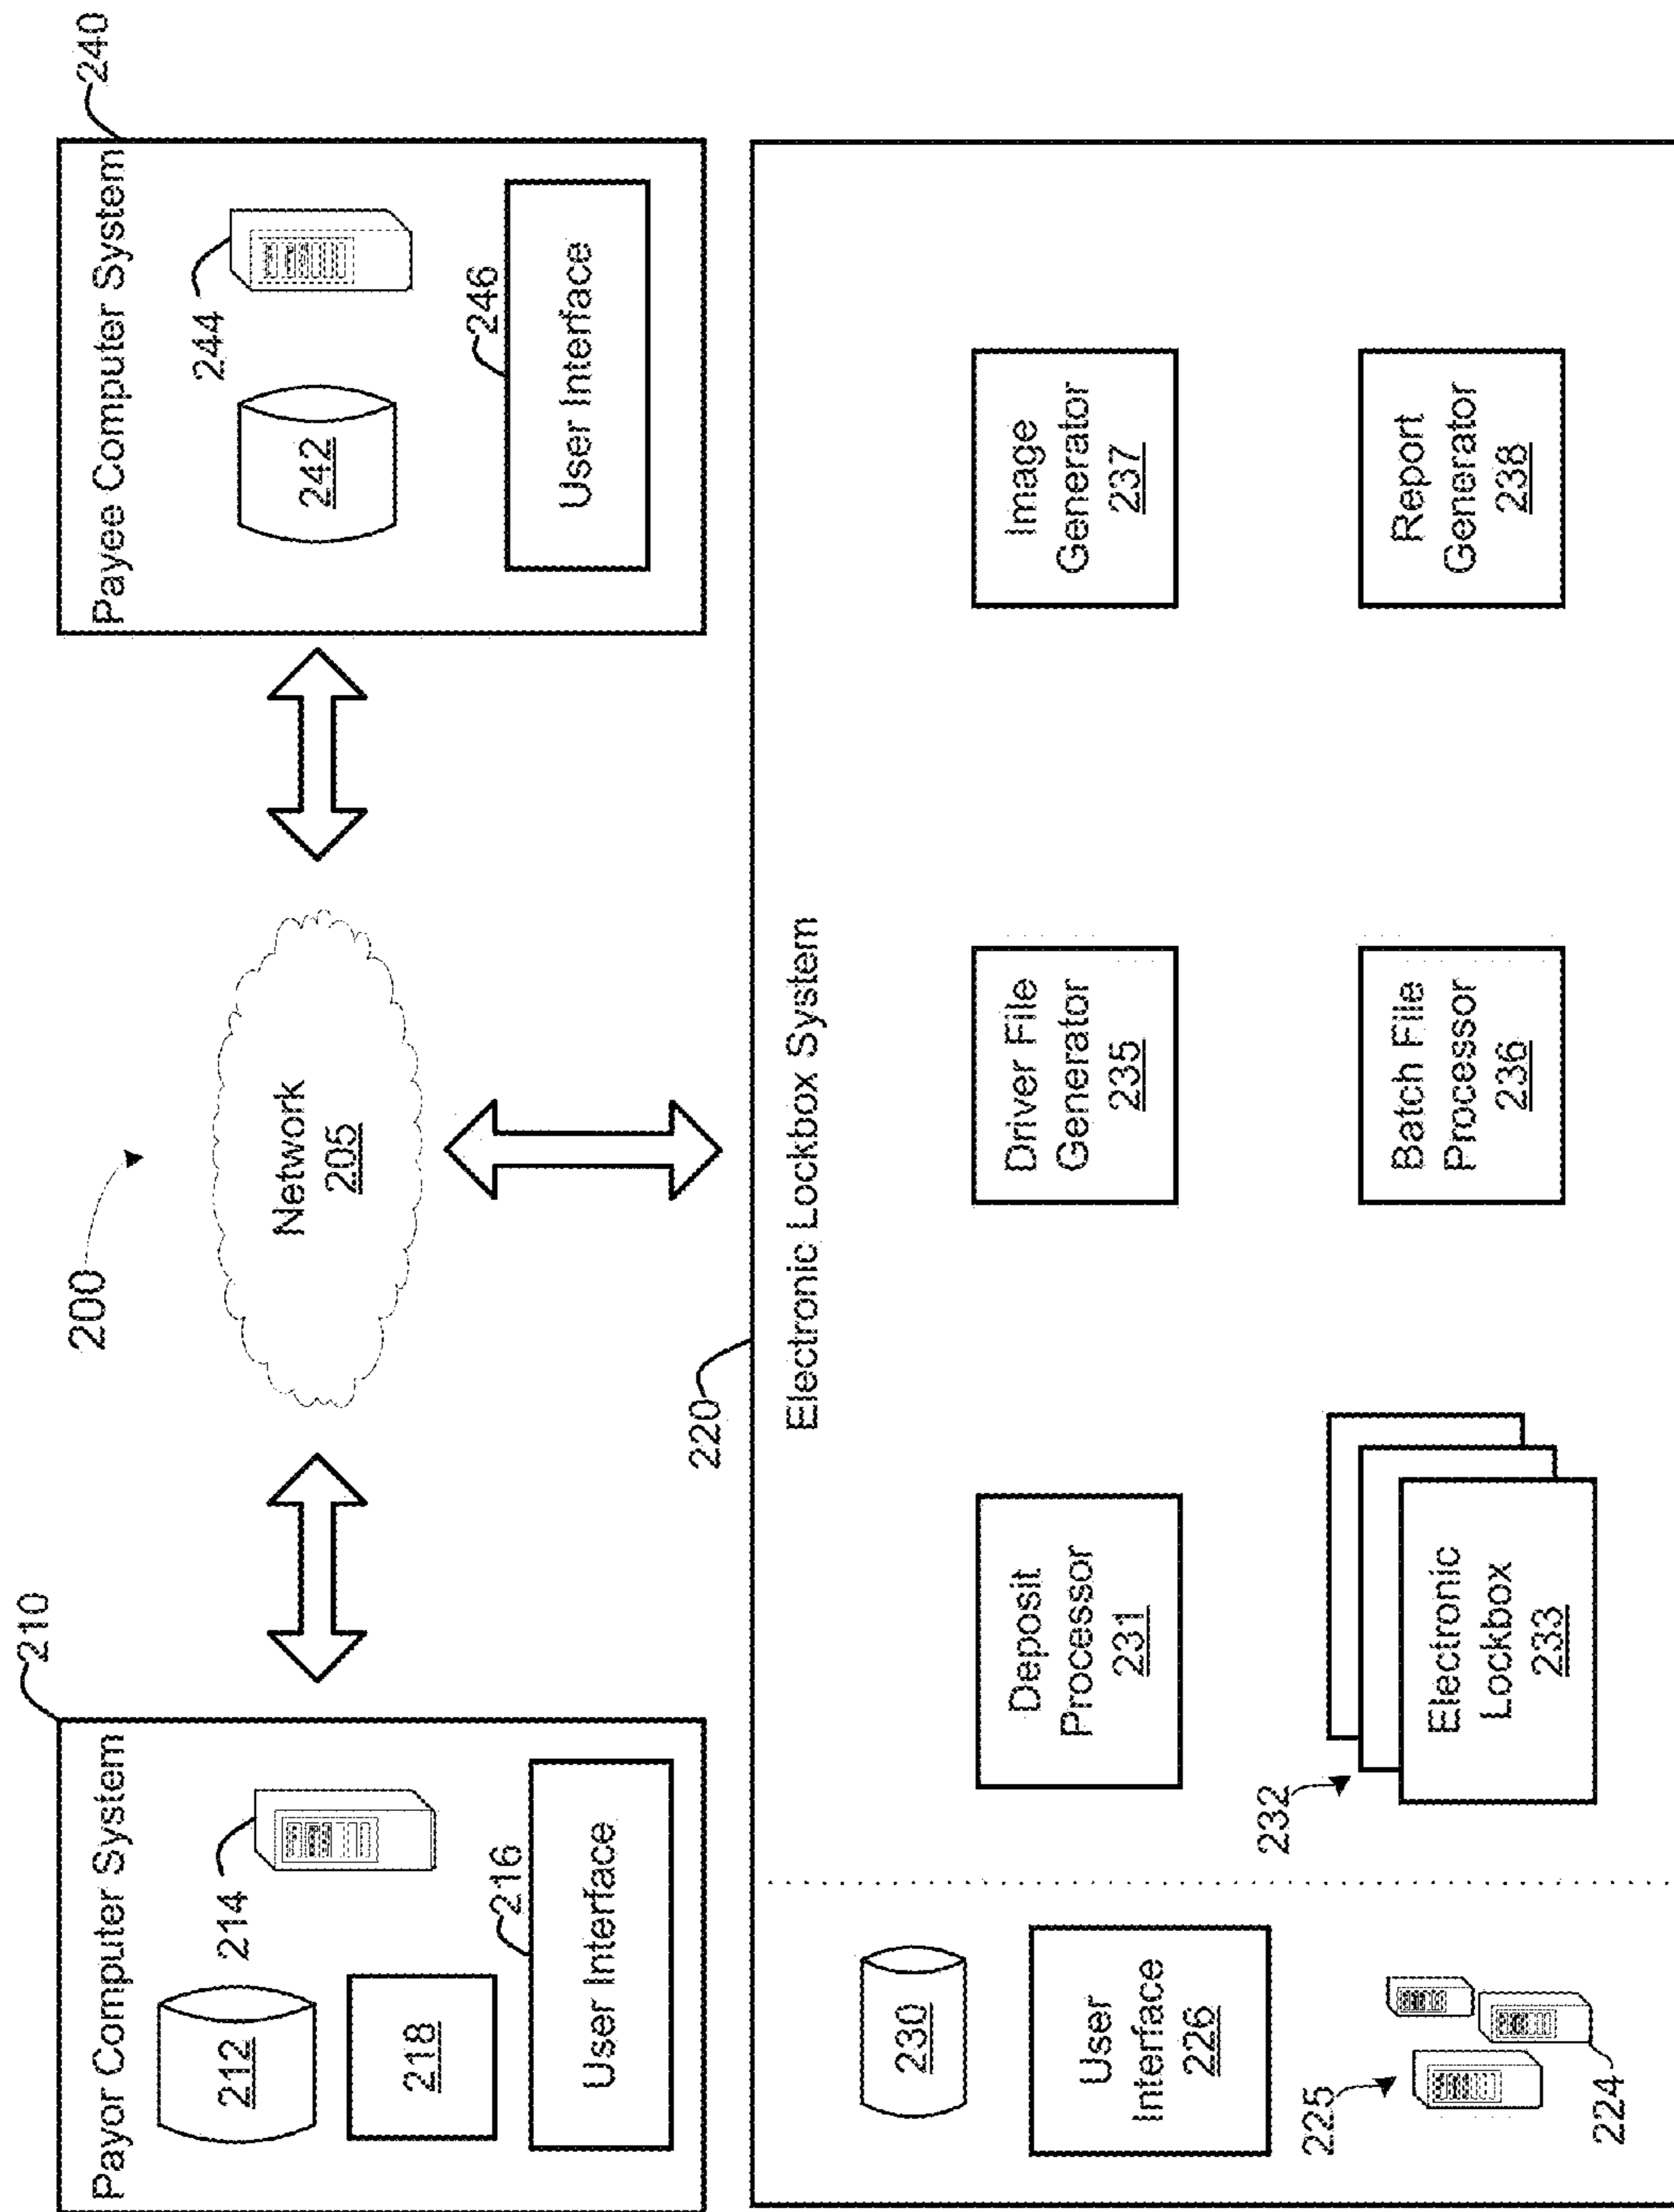 200
210
Payor Computer System
212
214
218
216
User Interface
Network
205
240
Payee Computer System
244
242
246
User Interface
220
Electronic Lockbox System
230
User
Interface
226
225
224
Deposit
Processor
231
232
Electronic
Lockbox
233
Driver File
Generator
235
Batch File
Processor
236
Image
Generator
237
Report
Generator
238